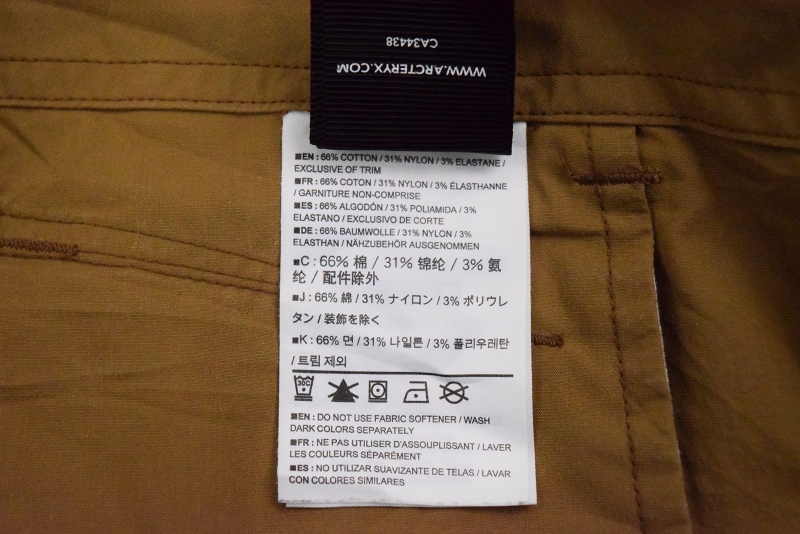 CA34438
WWW.ARCTERYX.COM
■EN : 66% COTTON / 31% NYLON / 3% ELASTANE /
EXCLUSIVE OF TRIM
■FR : 66% COTON / 31% NYLON / 3% ÉLASTHANNE
/ GARNITURE NON-COMPRISE
■ES : 66% ALGODÓN / 31% POLIAMIDA / 3%
ELASTANO / EXCLUSIVO DE CORTE
■DE : 66% BAUMWOLLE / 31% NYLON / 3%
ELASTHAN / NÄHZUBEHÖR AUSGENOMMEN
■C : 66% 棉 / 31% 锦纶 / 3% 氨
纶 / 配件除外
■J : 66% 綿 / 31% ナイロン / 3% ポリウレ
タン / 装飾を除く
■K : 66% 면 / 31% 나일론 / 3% 폴리우레탄
/ 트림 제외
30C
■EN : DO NOT USE FABRIC SOFTENER / WASH
DARK COLORS SEPARATELY
■FR : NE PAS UTILISER D'ASSOUPLISSANT / LAVER
LES COULEURS SÉPARÉMENT
■ES : NO UTILIZAR SUAVIZANTE DE TELAS / LAVAR
CON COLORES SIMILARES